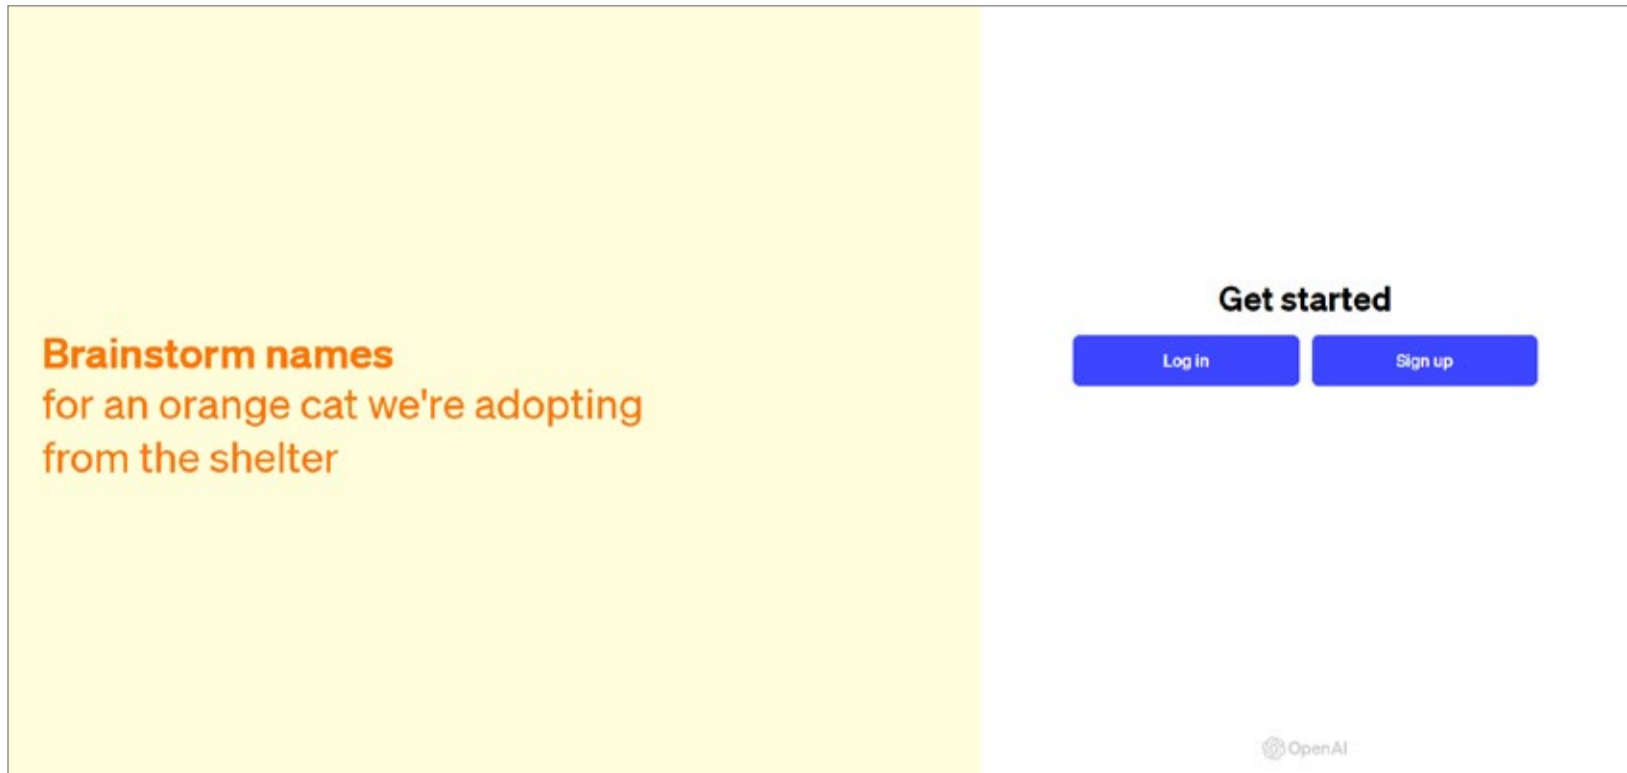 Brainstorm names
for an orange cat we're adopting
from the shelter
Get started
Log in
Sign up
OpenAI